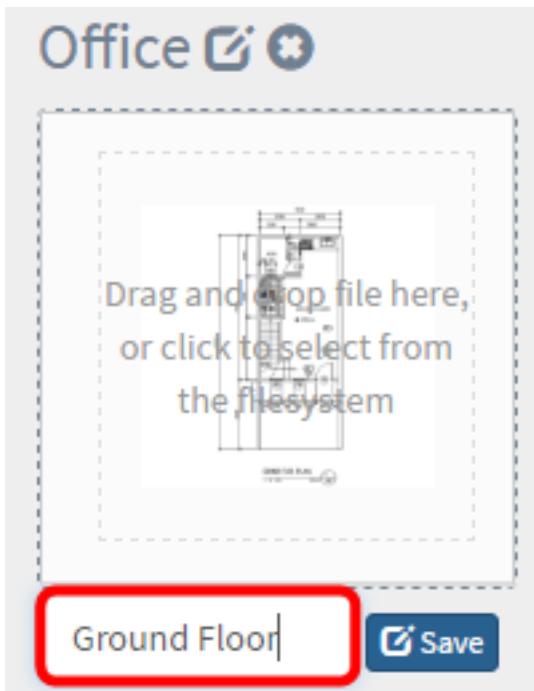 Office
Drag and drop file here,
or click to select from
the filesystem
Ground Floor
Save